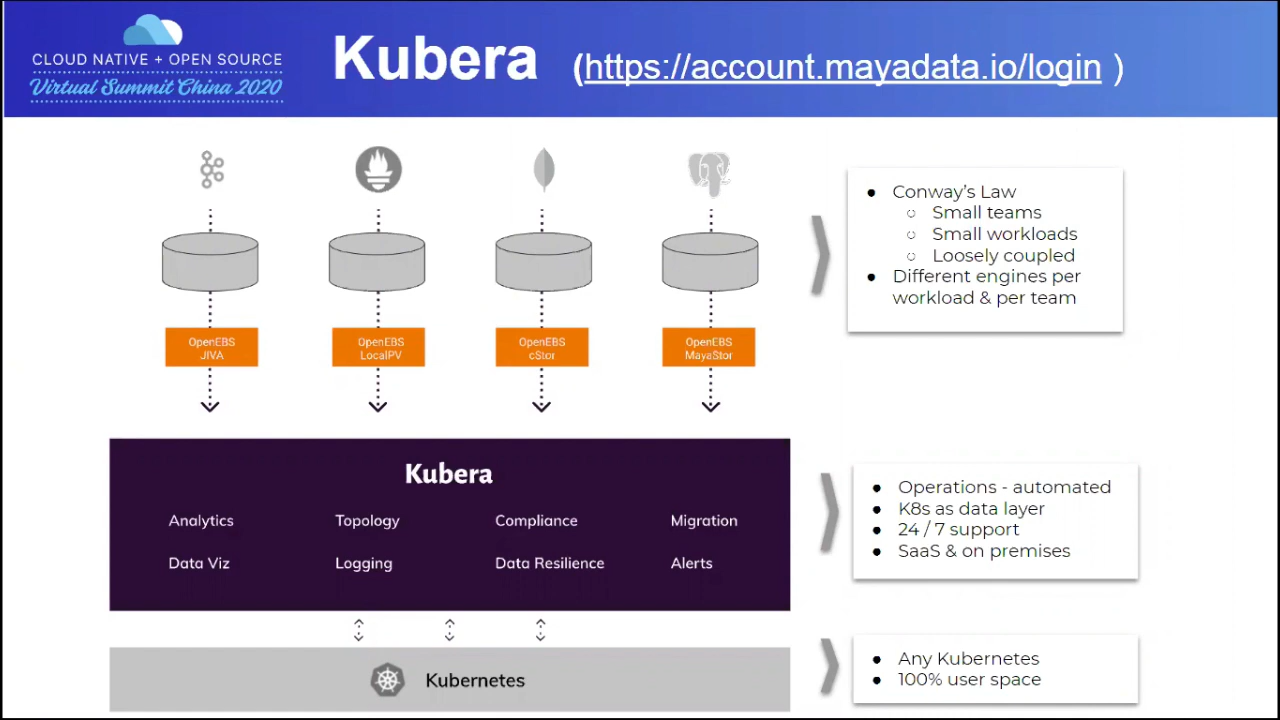 CLOUD NATIVE + OPEN SOURCE
Virtual Summit China 2020
Kubera (https://account.mayadata.io/login )
OpenEBS
JIVA
OpenEBS
LocalPV
OpenEBS
cStor
OpenEBS
MayaStor
● Conway's Law
○ Small teams
○ Small workloads
○ Loosely coupled
● Different engines per
workload & per team
Kubera
Analytics Topology Compliance Migration
Data Viz Logging Data Resilience Alerts
● Operations - automated
● K8s as data layer
● 24 / 7 support
● SaaS & on premises
Kubernetes
● Any Kubernetes
● 100% user space